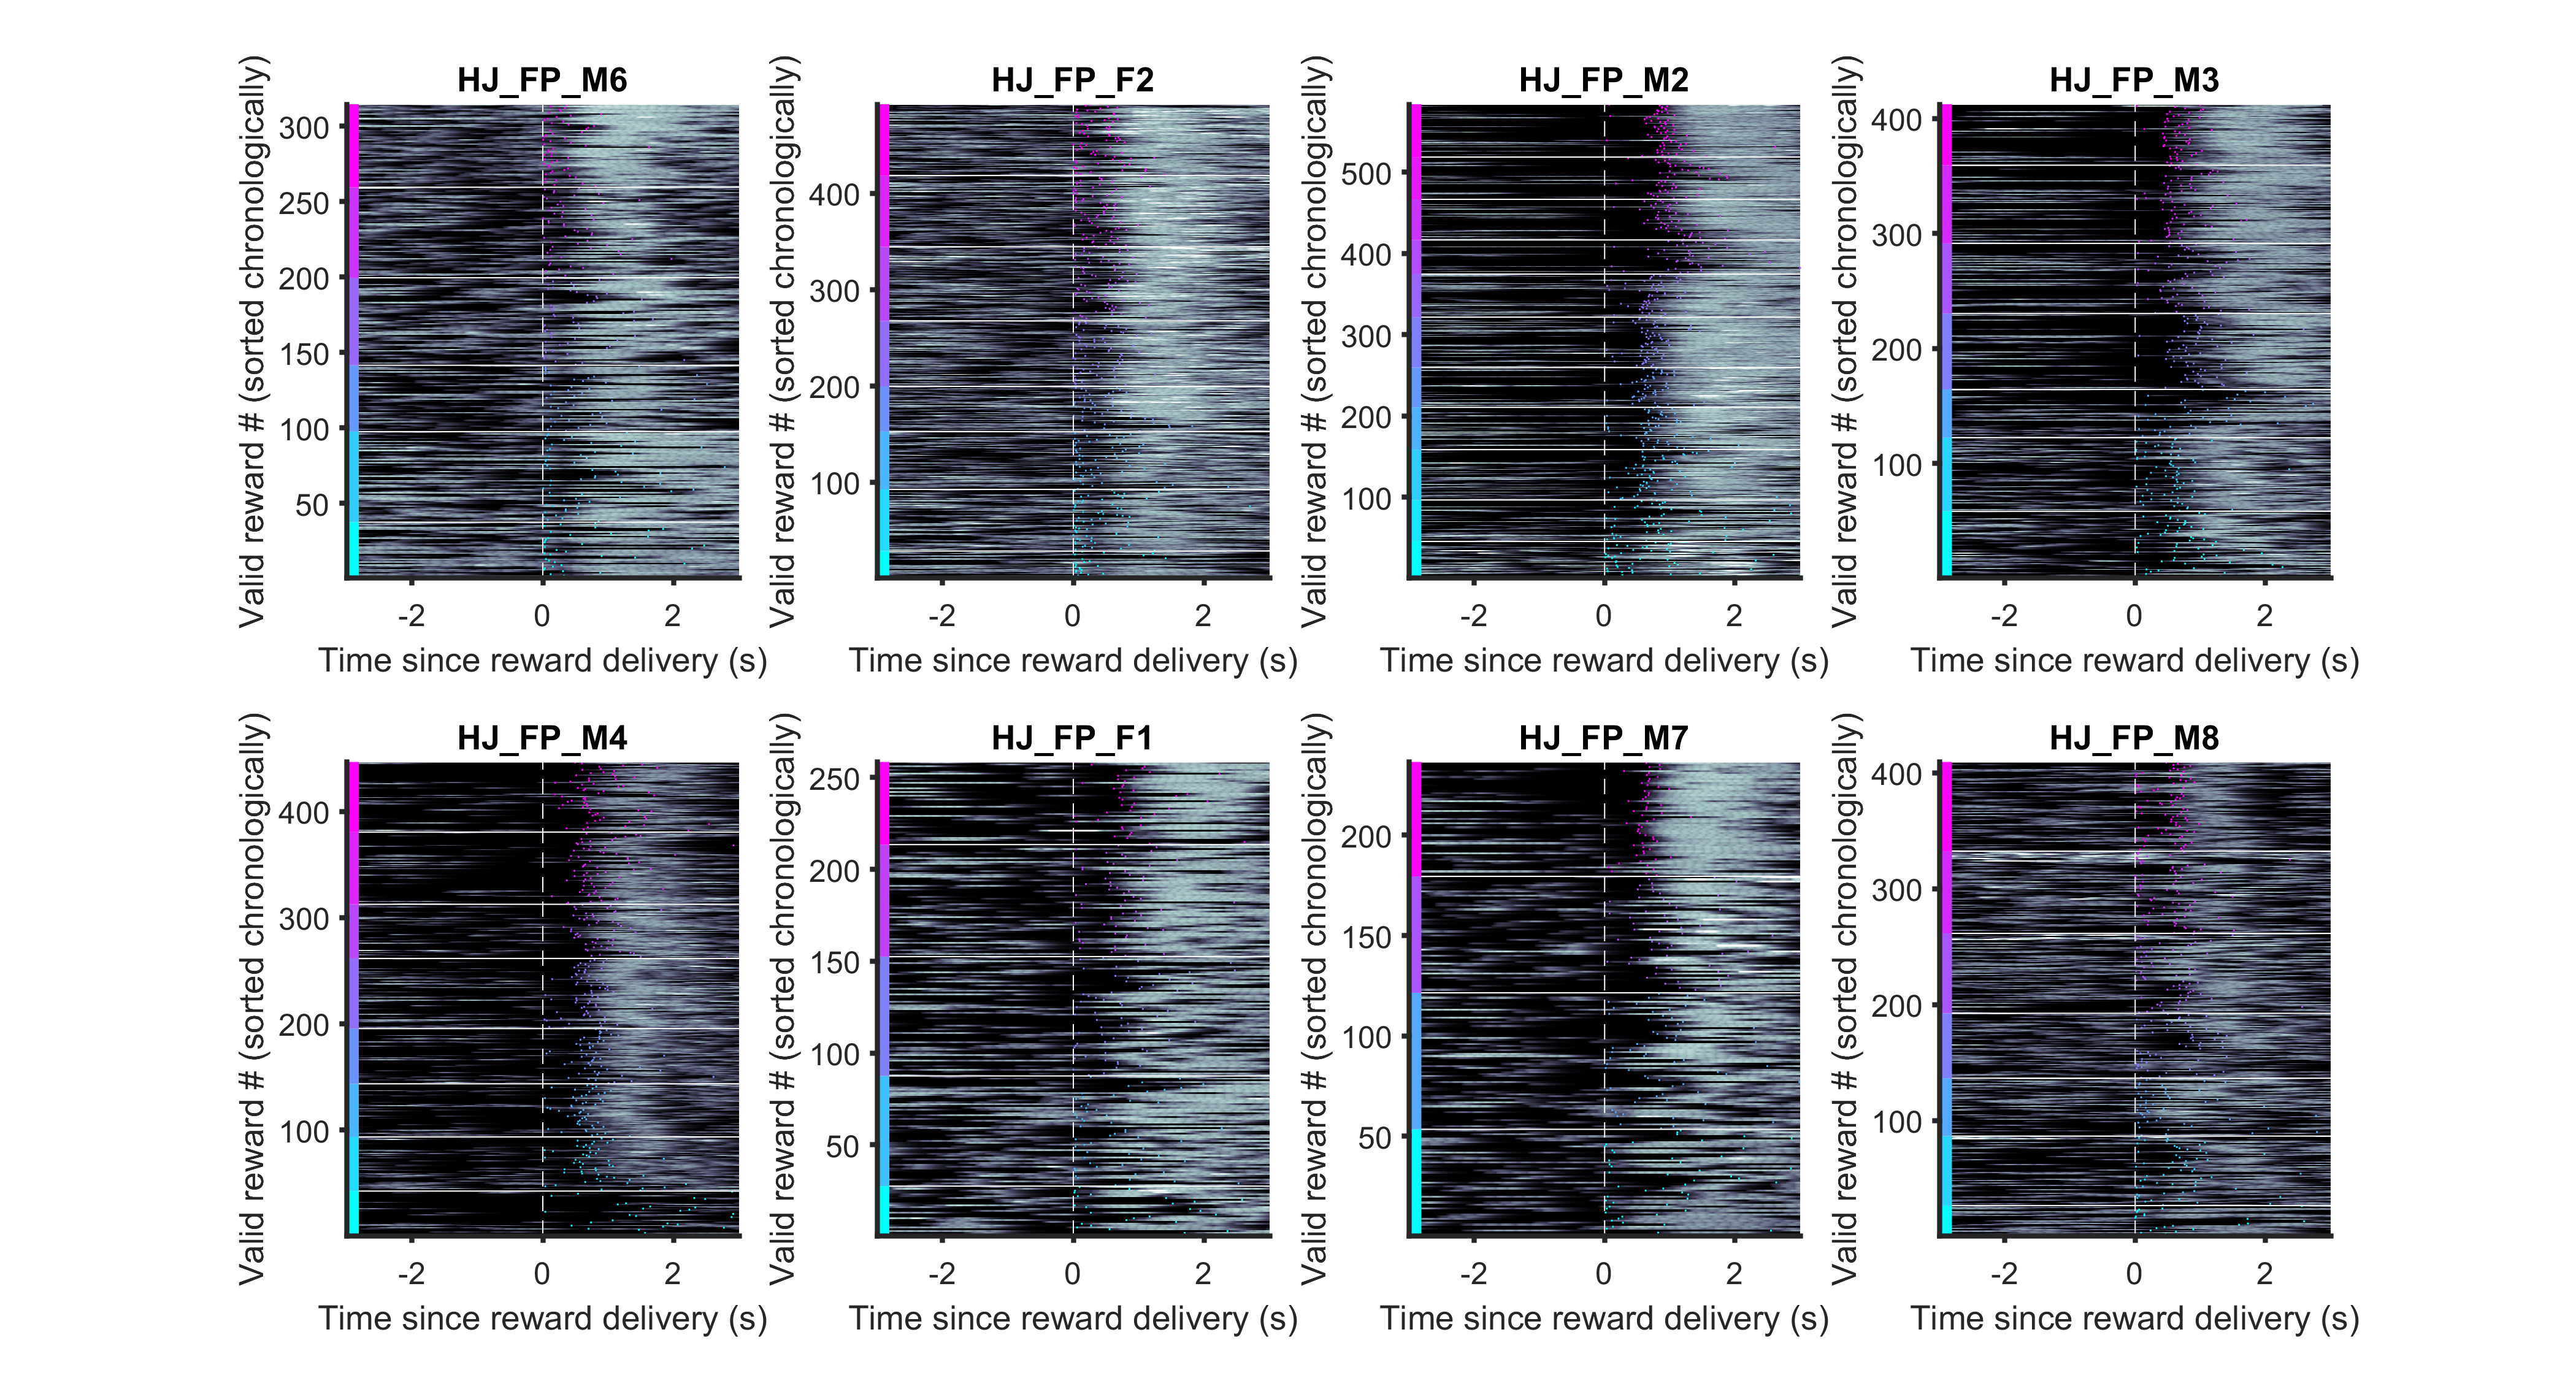 HJ_FP_M6
Valid reward # (sorted chronologically)
300
250
200
150
100
50
-2 0 2
Time since reward delivery (s)
HJ_FP_F2
Valid reward # (sorted chronologically)
400
300
200
100
-2 0 2
Time since reward delivery (s)
HJ_FP_M2
Valid reward # (sorted chronologically)
500
400
300
200
100
-2 0 2
Time since reward delivery (s)
HJ_FP_M3
Valid reward # (sorted chronologically)
400
300
200
100
-2 0 2
Time since reward delivery (s)
HJ_FP_M4
Valid reward # (sorted chronologically)
400
300
200
100
-2 0 2
Time since reward delivery (s)
HJ_FP_F1
Valid reward # (sorted chronologically)
250
200
150
100
50
-2 0 2
Time since reward delivery (s)
HJ_FP_M7
Valid reward # (sorted chronologically)
200
150
100
50
-2 0 2
Time since reward delivery (s)
HJ_FP_M8
Valid reward # (sorted chronologically)
400
300
200
100
-2 0 2
Time since reward delivery (s)